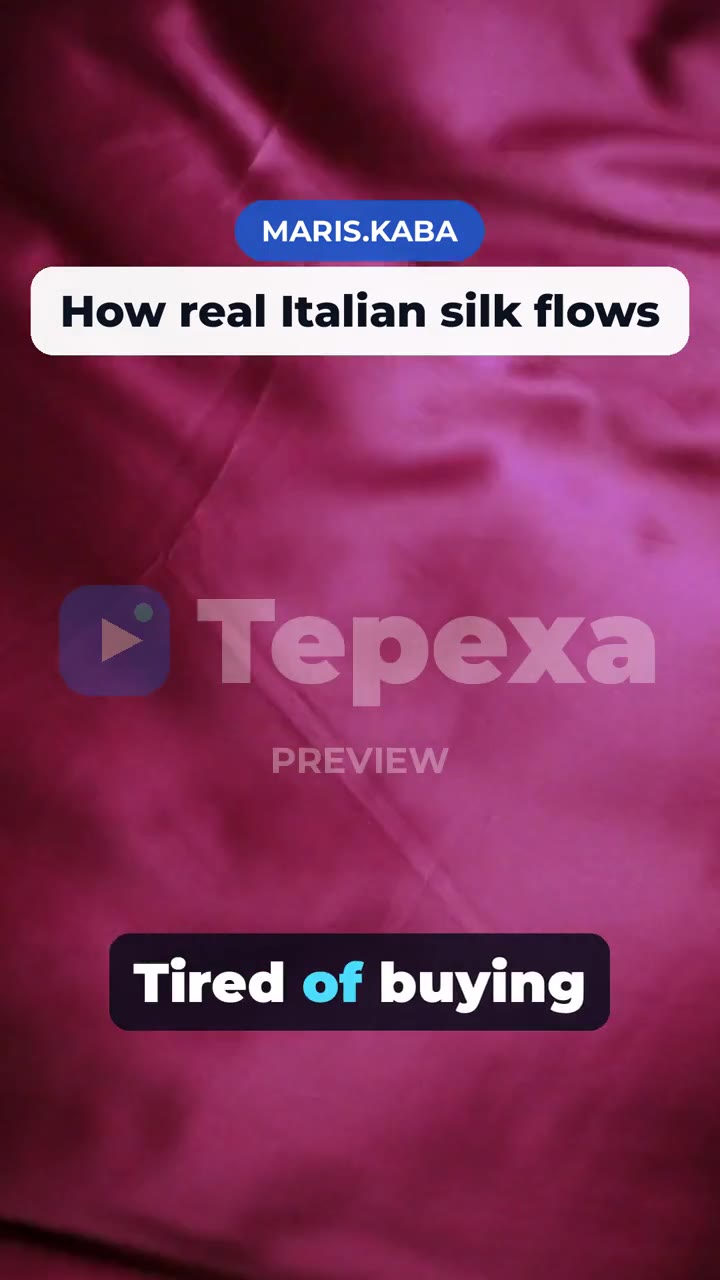 MARIS.KABA
How real Italian silk flows
Tepexa
PREVIEW
Tired of buying